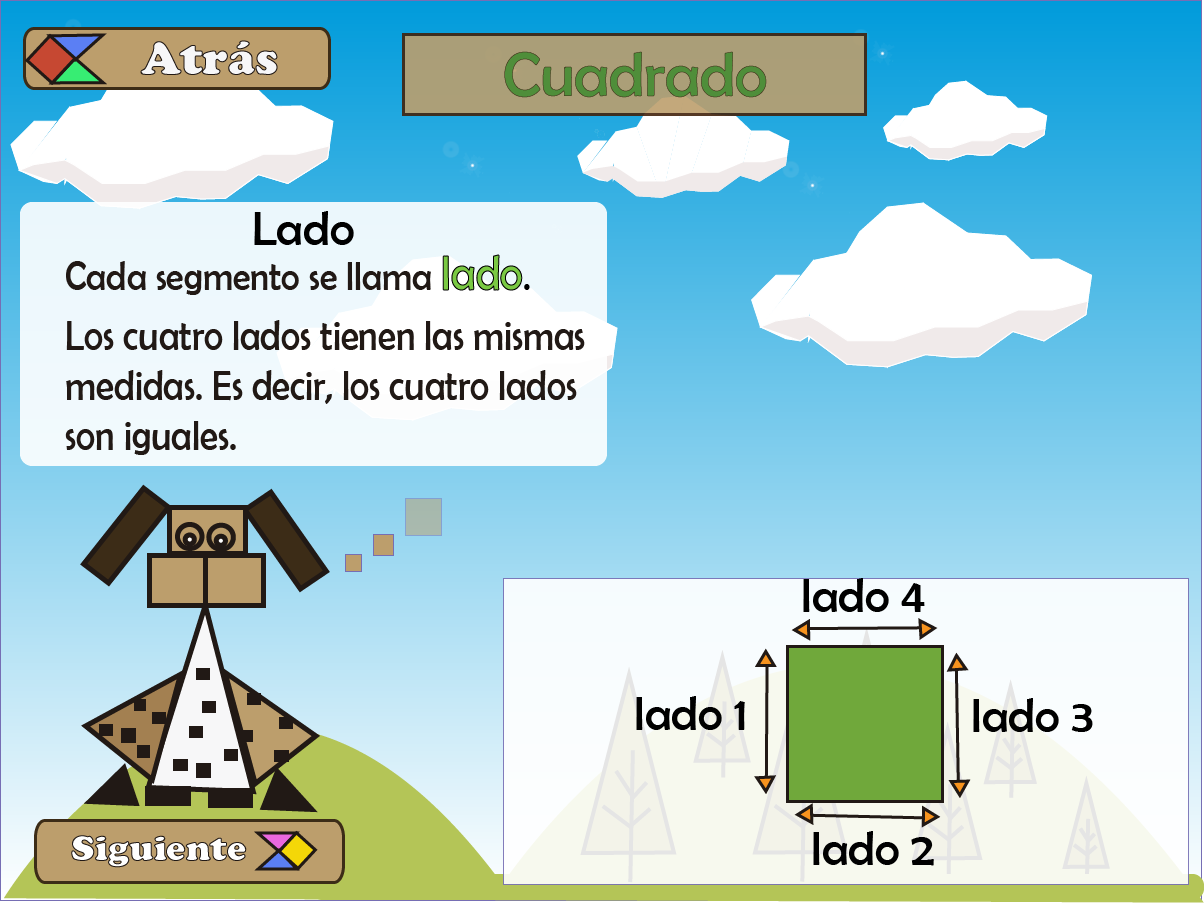 Atrás
Cuadrado
Lado
Cada segmento se llama lado.
Los cuatro lados tienen las mismas
medidas. Es decir, los cuatro lados
son iguales.
lado 4
lado 1
lado 3
lado 2
Siguiente